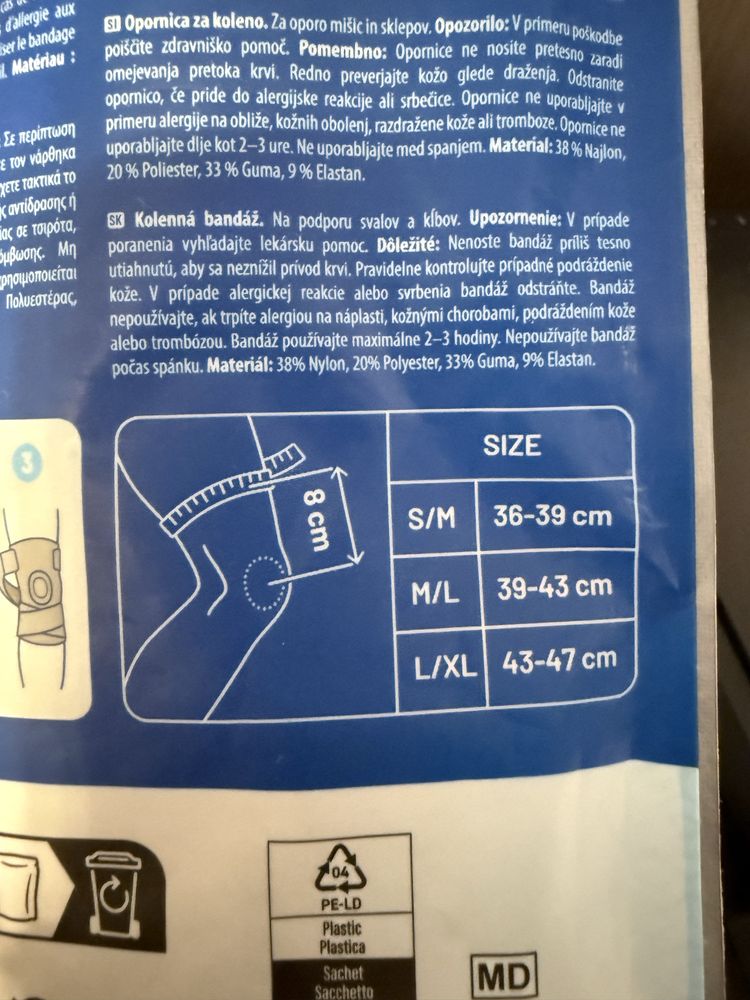 d'allergie aux
iser le bandage
Matériau :
Σε περίπτωση
ε τον νάρθηκα
χετε τακτικά το
ς αντίδρασης ή
ίας σε τσιρότα,
όμβωσης. Μη
χρησιμοποιείται
Πολυεστέρας,
SI Opornica za koleno. Za oporo mišic in sklepov. Opozorilo: V primeru poškodbe
poiščite zdravniško pomoč. Pomembno: Opornice ne nosite pretesno zaradi
omejevanja pretoka krvi. Redno preverjajte kožo glede draženja. Odstranite
opornico, če pride do alergijske reakcije ali srbečice. Opornice ne uporabljajte v
primeru alergije na obliže, kožnih obolenj, razdražene kože ali tromboze. Opornice ne
uporabljajte dlje kot 2–3 ure. Ne uporabljajte med spanjem. Material: 38 % Najlon,
20 % Poliester, 33 % Guma, 9 % Elastan.
SK Kolenná bandáž. Na podporu svalov a kĺbov. Upozornenie: V prípade
poranenia vyhľadajte lekársku pomoc. Dôležité: Nenoste bandáž príliš tesno
utiahnutú, aby sa neznížil prívod krvi. Pravidelne kontrolujte prípadné podráždenie
kože. V prípade alergickej reakcie alebo svrbenia bandáž odstráňte. Bandáž
nepoužívajte, ak trpíte alergiou na náplasti, kožnými chorobami, podráždením kože
alebo trombózou. Bandáž používajte maximálne 2–3 hodiny. Nepoužívajte bandáž
počas spánku. Materiál: 38% Nylon, 20% Polyester, 33% Guma, 9% Elastan.
3
8 cm
SIZE
S/M 36-39 cm
M/L 39-43 cm
L/XL 43-47 cm
04
PE-LD
Plastic
Plastica
Sachet
Sacchetto
MD